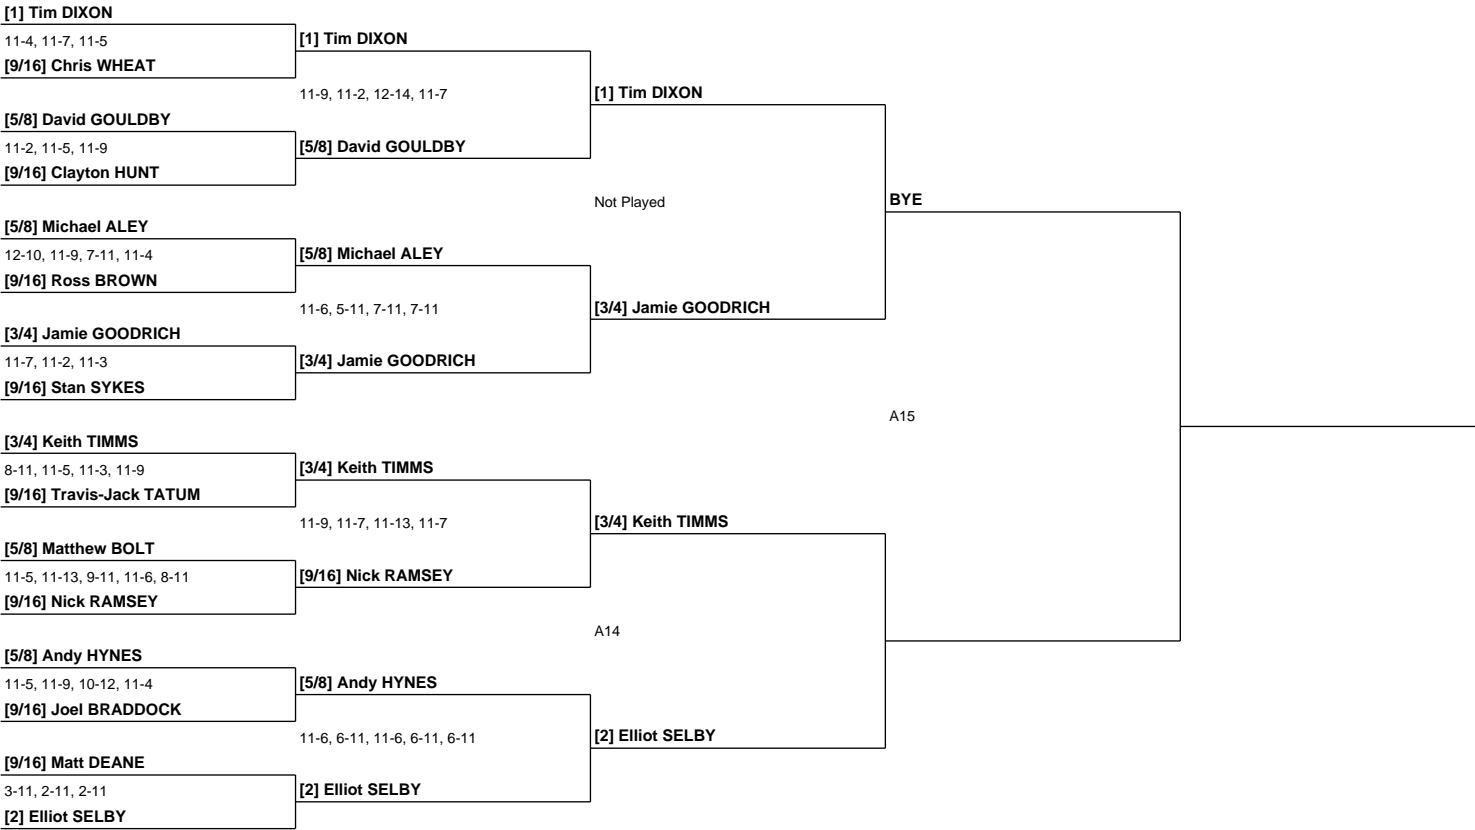 [1] Tim DIXON
11-4, 11-7, 11-5
[9/16] Chris WHEAT
[5/8] David GOULDBY
11-2, 11-5, 11-9
[9/16] Clayton HUNT
[5/8] Michael ALEY
12-10, 11-9, 7-11, 11-4
[9/16] Ross BROWN
[3/4] Jamie GOODRICH
11-7, 11-2, 11-3
[9/16] Stan SYKES
[3/4] Keith TIMMS
8-11, 11-5, 11-3, 11-9
[9/16] Travis-Jack TATUM
[5/8] Matthew BOLT
11-5, 11-13, 9-11, 11-6, 8-11
[9/16] Nick RAMSEY
[5/8] Andy HYNES
11-5, 11-9, 10-12, 11-4
[9/16] Joel BRADDOCK
[9/16] Matt DEANE
3-11, 2-11, 2-11
[2] Elliot SELBY
[1] Tim DIXON
11-9, 11-2, 12-14, 11-7
[5/8] David GOULDBY
[5/8] Michael ALEY
11-6, 5-11, 7-11, 7-11
[3/4] Jamie GOODRICH
[3/4] Keith TIMMS
11-9, 11-7, 11-13, 11-7
[9/16] Nick RAMSEY
[5/8] Andy HYNES
11-6, 6-11, 11-6, 6-11, 6-11
[2] Elliot SELBY
[1] Tim DIXON
Not Played
[3/4] Jamie GOODRICH
[3/4] Keith TIMMS
A14
[2] Elliot SELBY
BYE
A15